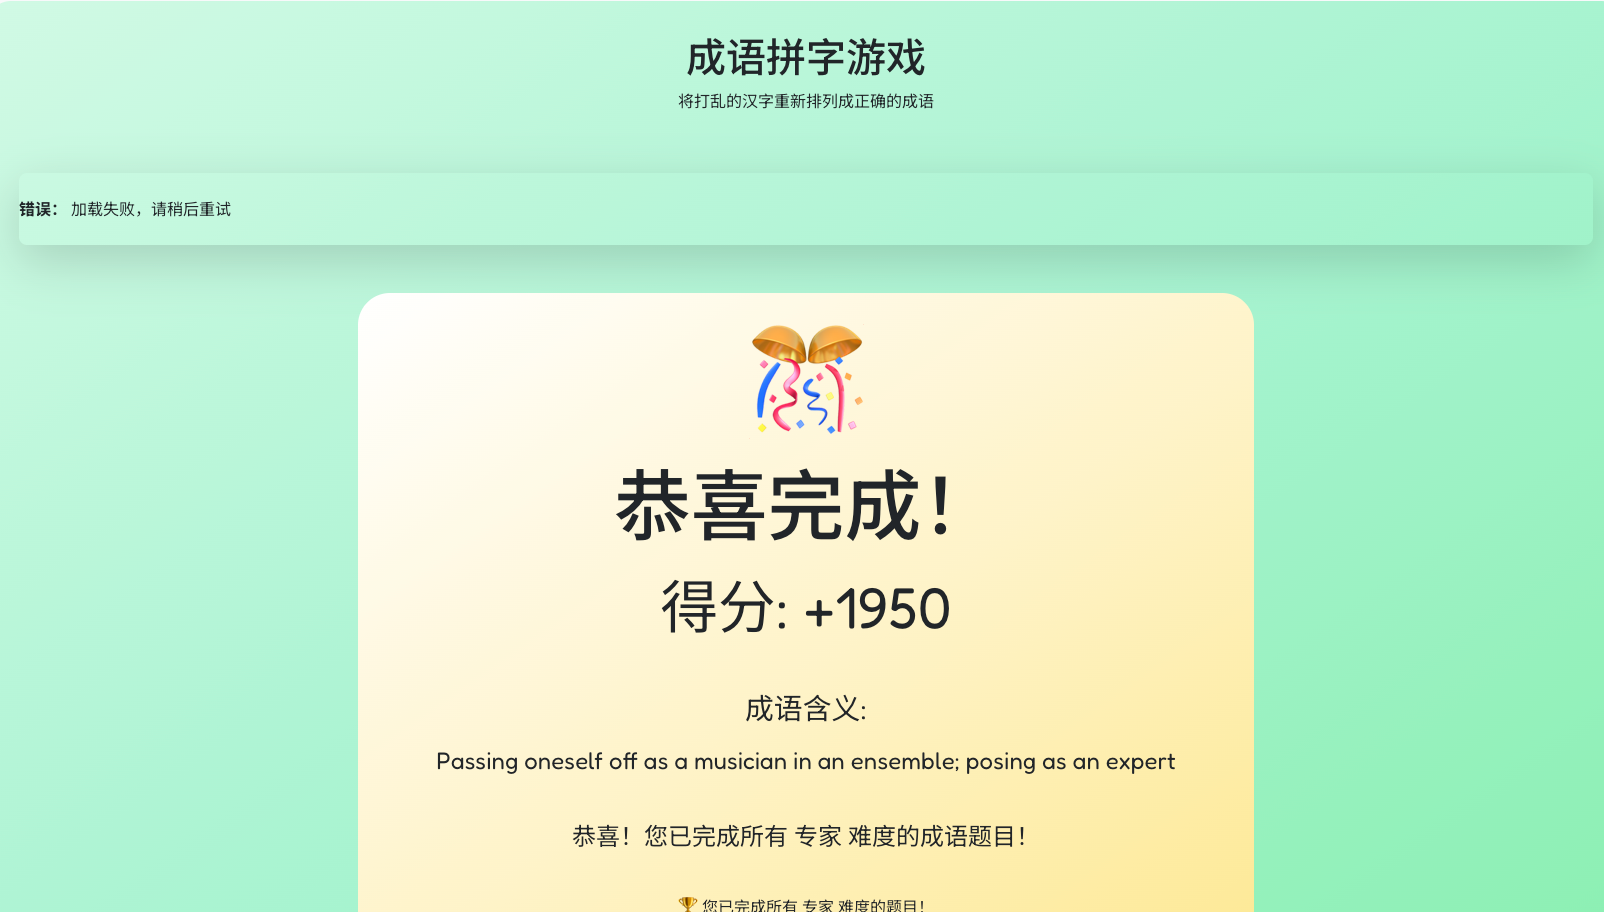 成语拼字游戏
将打乱的汉字重新排列成正确的成语
错误： 加载失败，请稍后重试
恭喜完成！
得分: +1950
成语含义:
Passing oneself off as a musician in an ensemble; posing as an expert
恭喜！您已完成所有 专家 难度的成语题目！
🏆 您已完成所有 专家 难度的题目！